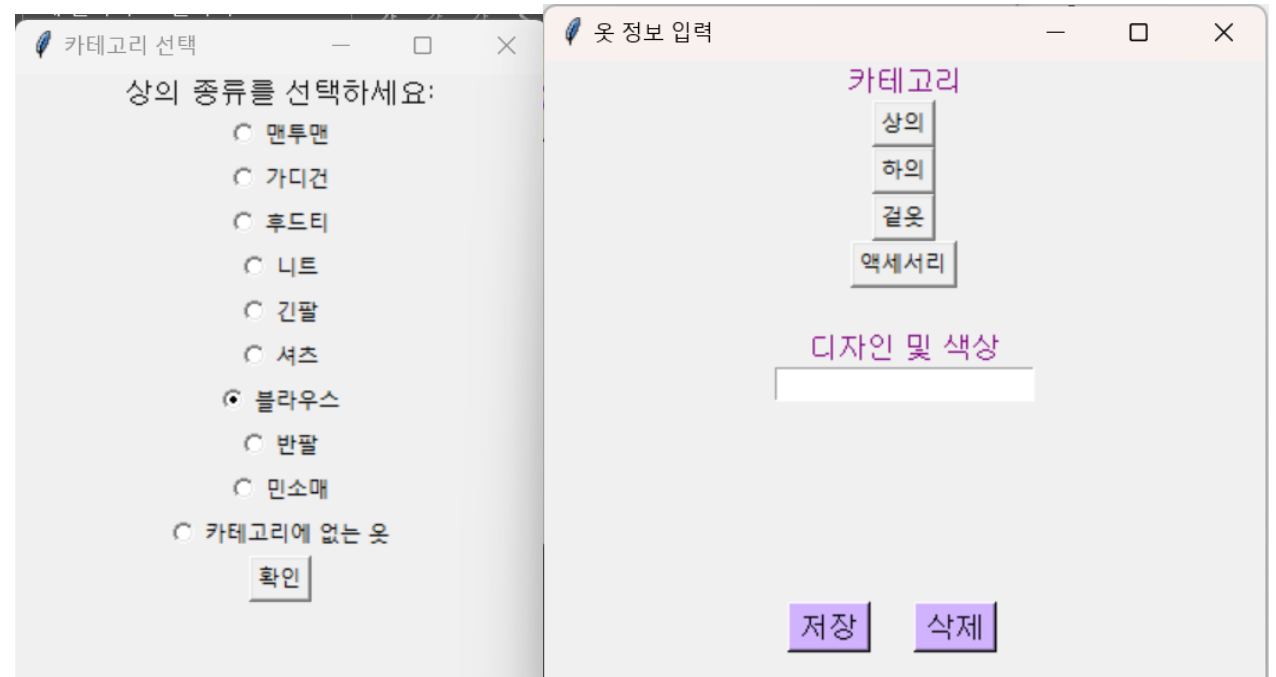 카테고리 선택
상의 종류를 선택하세요:
맨투맨
가디건
후드티
니트
긴팔
셔츠
블라우스
반팔
민소매
카테고리에 없는 옷
확인
옷 정보 입력
카테고리
상의
하의
겉옷
액세서리
디자인 및 색상
저장 삭제